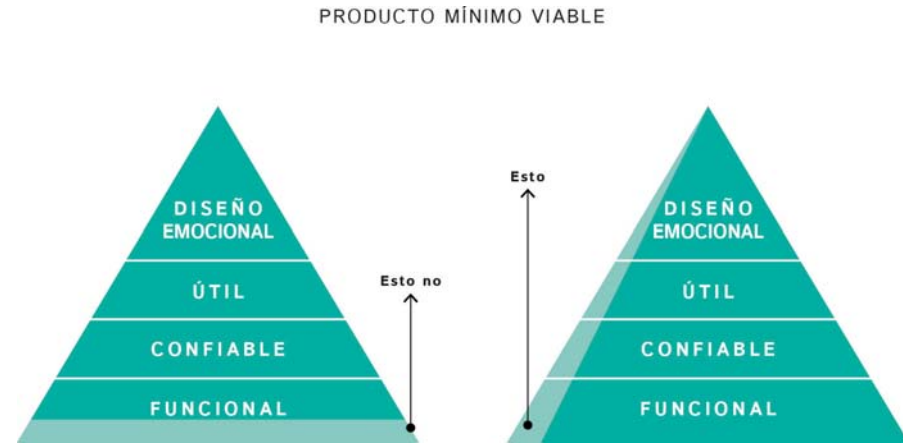 PRODUCTO MÍNIMO VIABLE
DISEÑO
EMOCIONAL
ÚTIL
CONFIABLE
FUNCIONAL
Esto no
Esto
DISEÑO
EMOCIONAL
ÚTIL
CONFIABLE
FUNCIONAL